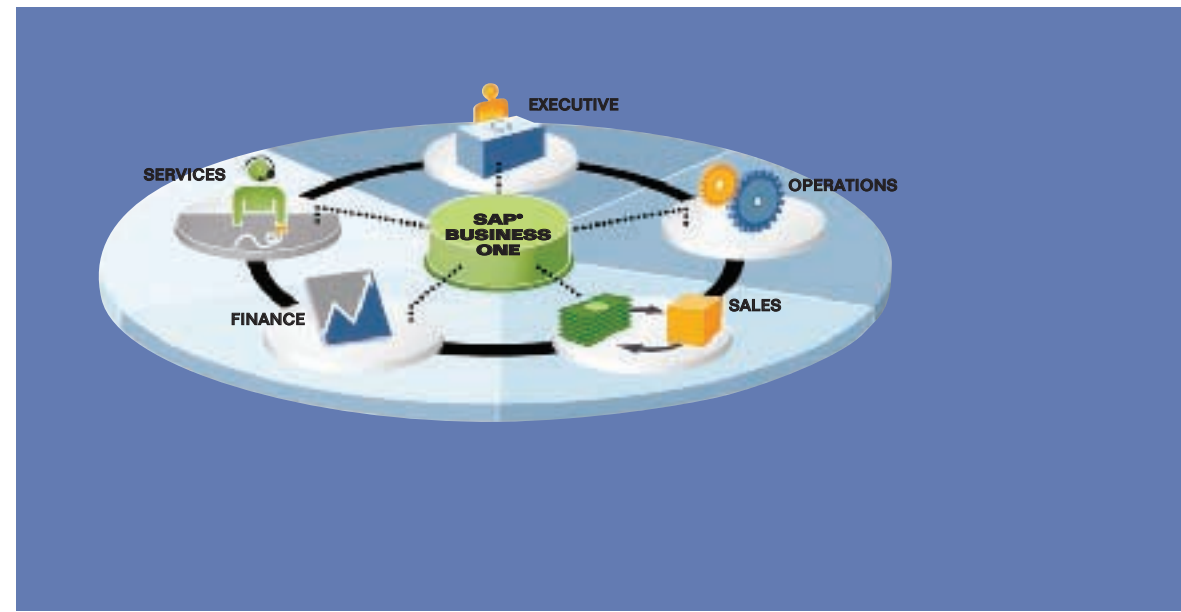 EXECUTIVE
SERVICES
OPERATIONS
SAP®
BUSINESS
ONE
FINANCE
SALES